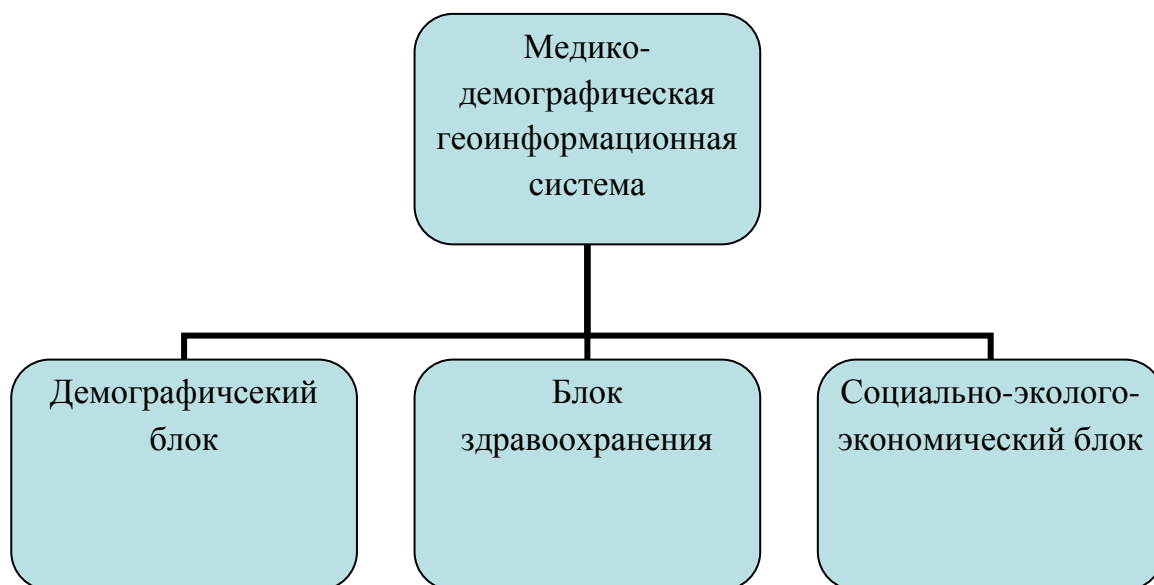 Медико-
демографическая
геоинформационная
система
Демографичсекий
блок
Блок
здравоохранения
Социально-эколого-
экономический блок